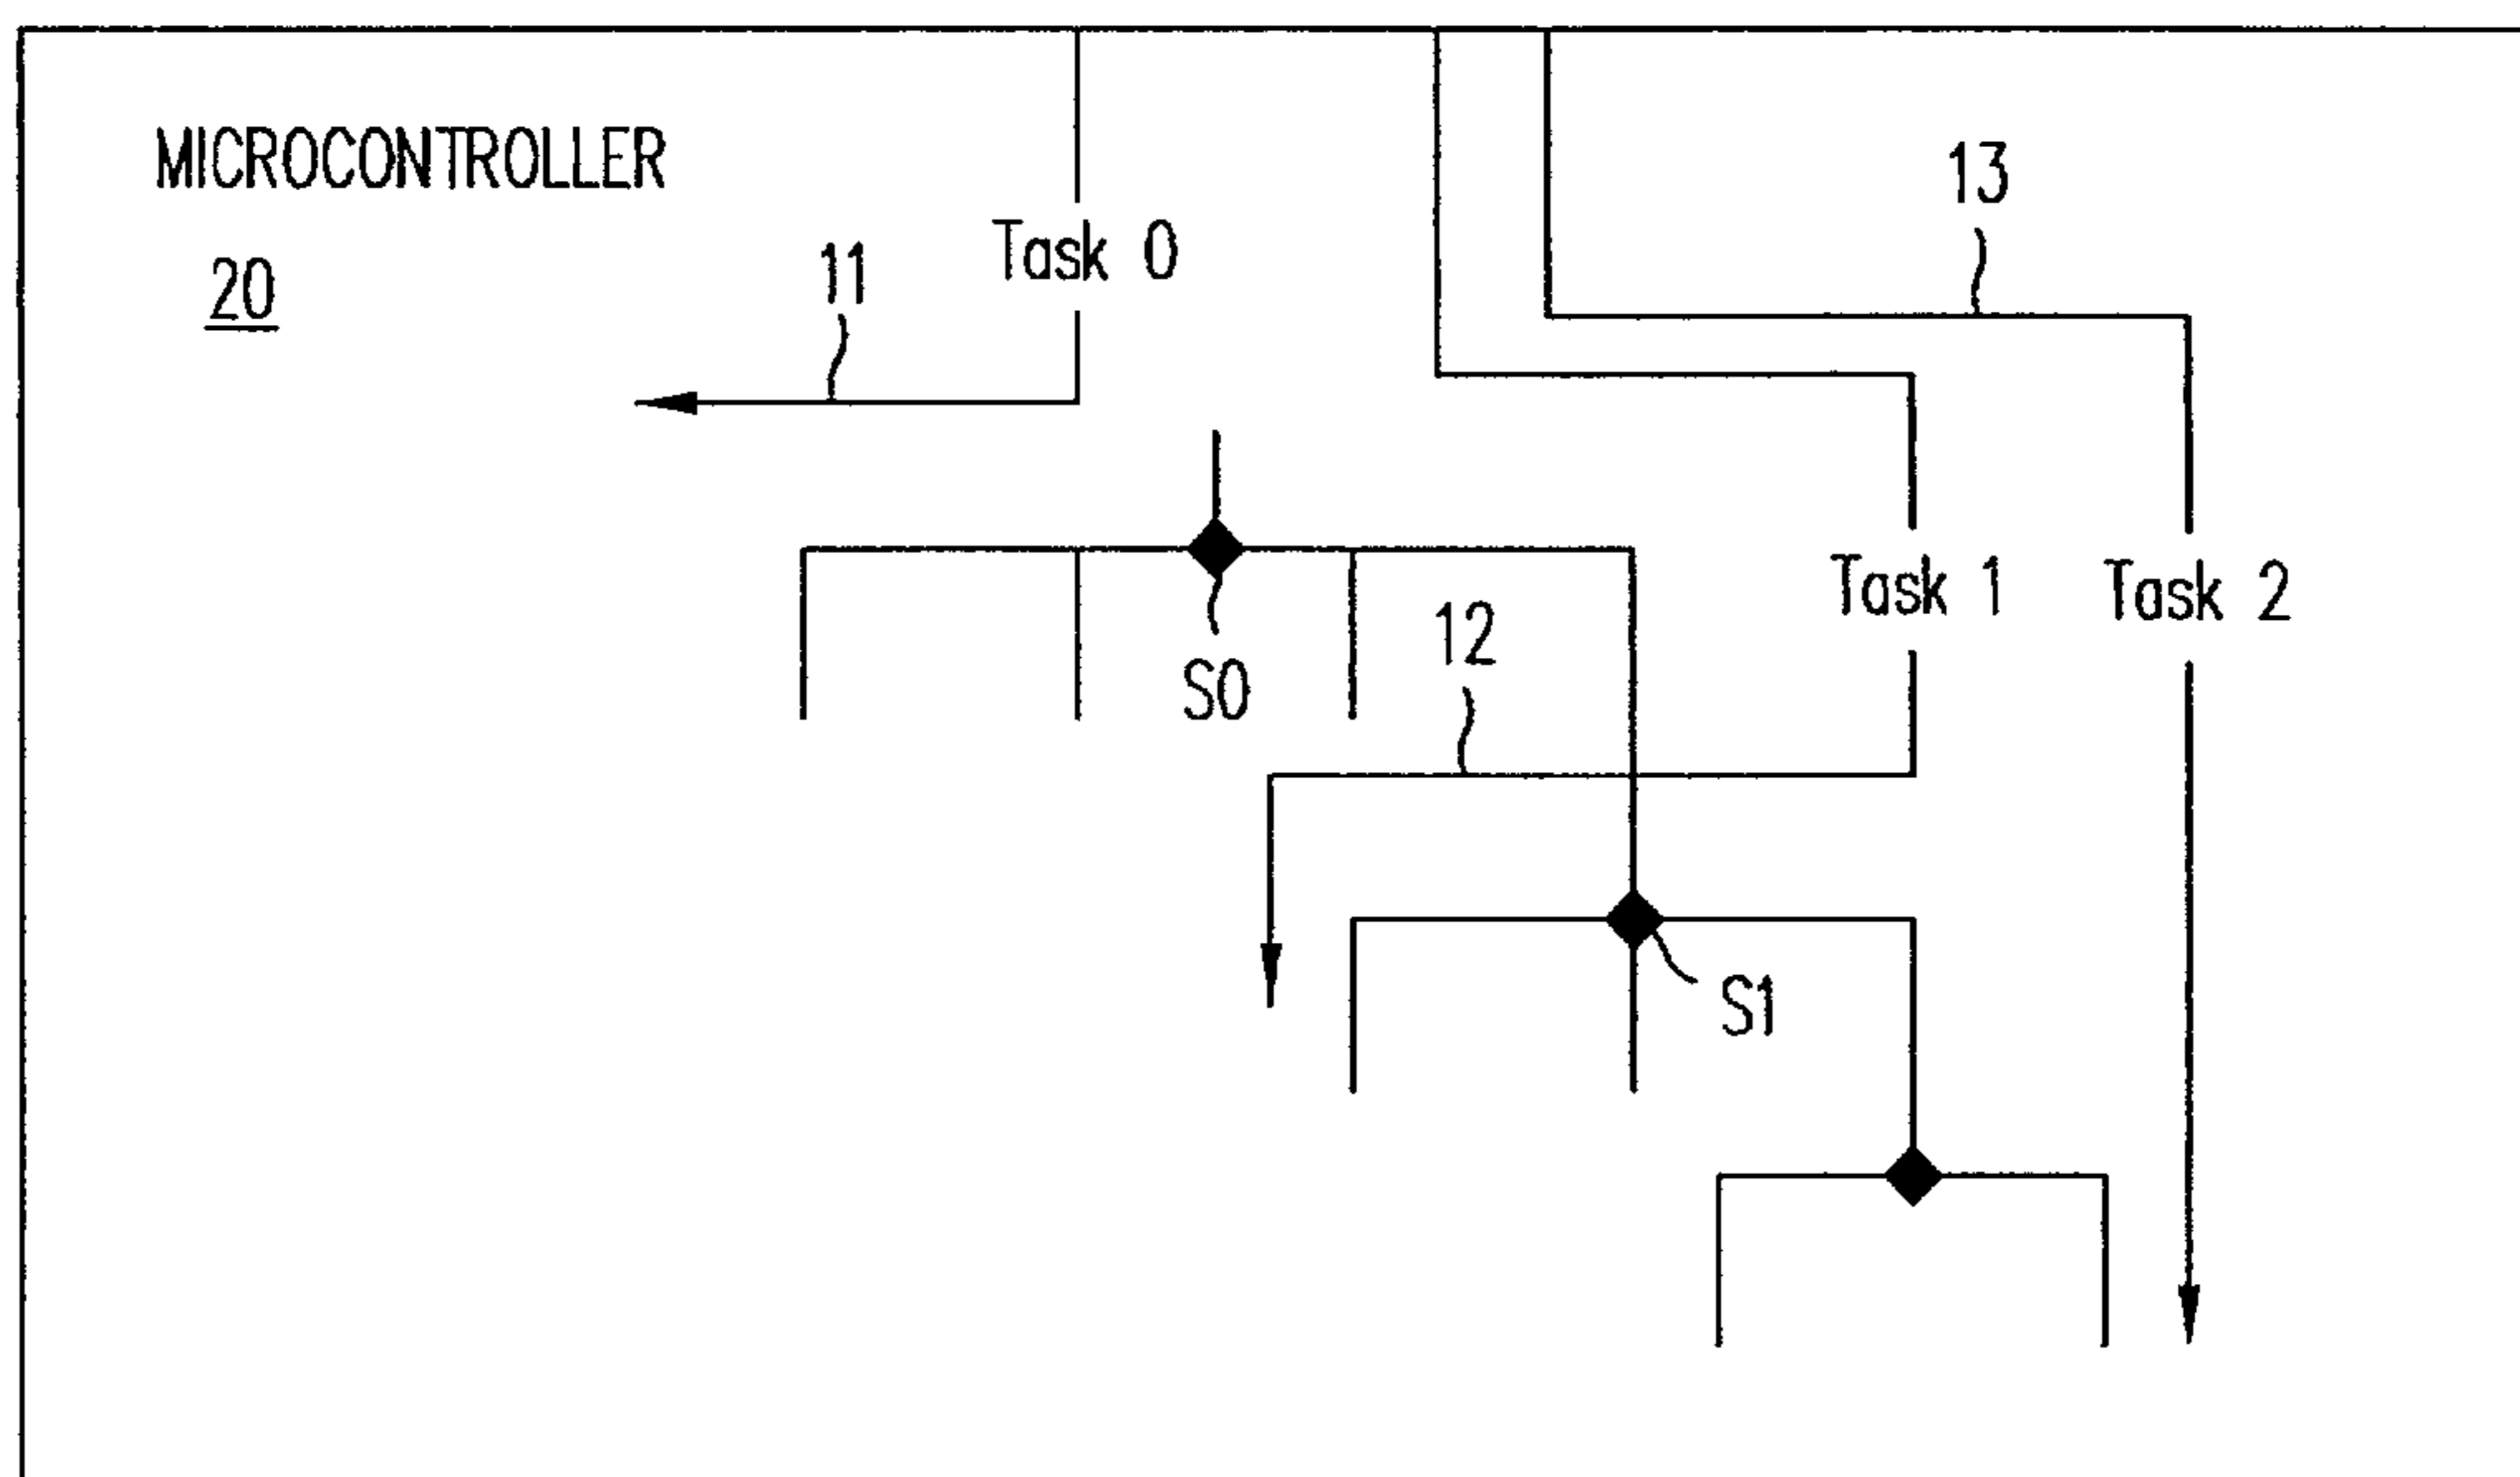 MICROCONTROLLER
20
11
Task 0
13
Task 1
Task 2
12
S0
S1